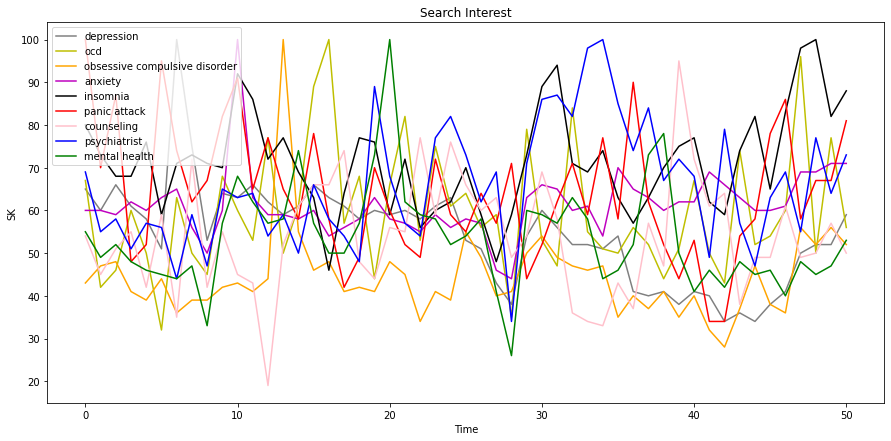 Search Interest
depression
ocd
obsessive compulsive disorder
anxiety
insomnia
panic attack
counseling
psychiatrist
mental health
100
90
80
70
60
50
40
30
20
SK
0
10
20
30
40
50
Time